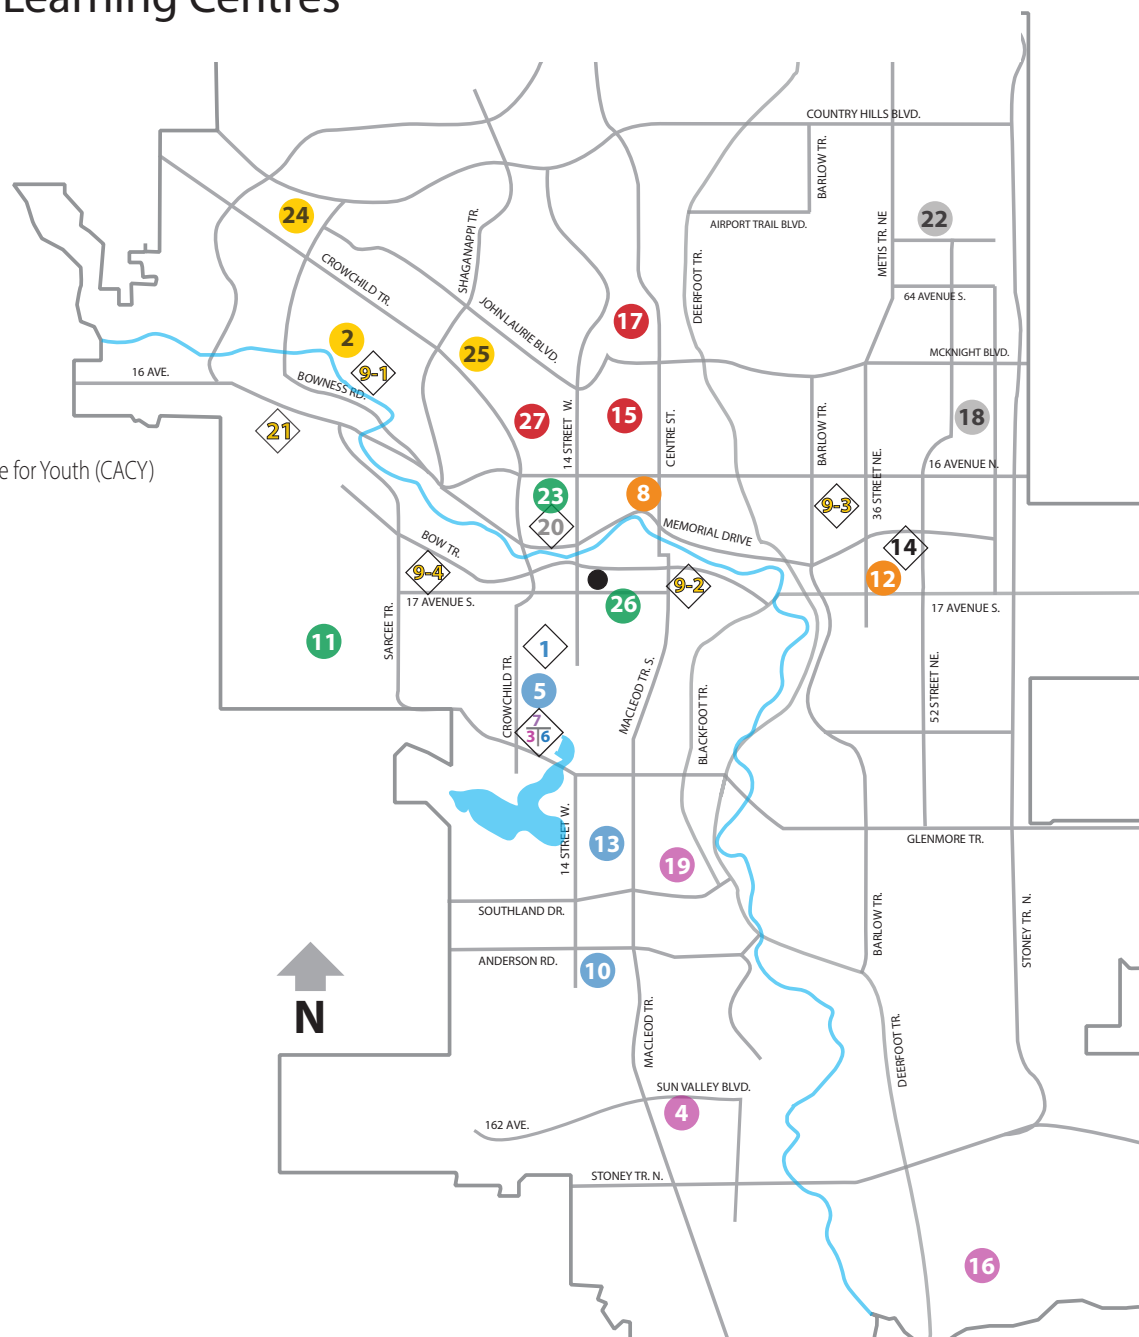 Learning Centres
COUNTRY HILLS BLVD.
BARLOW TR.
24
22
SHAGANAPPI TR.
AIRPORT TRAIL BLVD.
METIS TR. NE
CROWCHILD TR.
DEERFOOT TR.
64 AVENUE S.
JOHN LAURIE BLVD.
17
2
25
MCKNIGHT BLVD.
16 AVE.
9-1
BOWNESS RD.
27
14 STREET W.
15
CENTRE ST.
BARLOW TR.
18
21
e for Youth (CACY)
16 AVENUE N.
36 STREET NE.
23
8
9-3
20
MEMORIAL DRIVE
BOW TR.
14
9-4
9-2
12
17 AVENUE S.
26
17 AVENUE S.
SARCEE TR.
11
1
5
CROWCHILD TR.
MACLEOD TR. S.
BLACKFOOT TR.
52 STREET NE.
7
3 6
14 STREET W.
13
GLENMORE TR.
19
SOUTHLAND DR.
BARLOW TR.
STONEY TR. N.
ANDERSON RD.
10
N
MACLEOD TR.
DEERFOOT TR.
SUN VALLEY BLVD.
4
162 AVE.
STONEY TR. N.
16